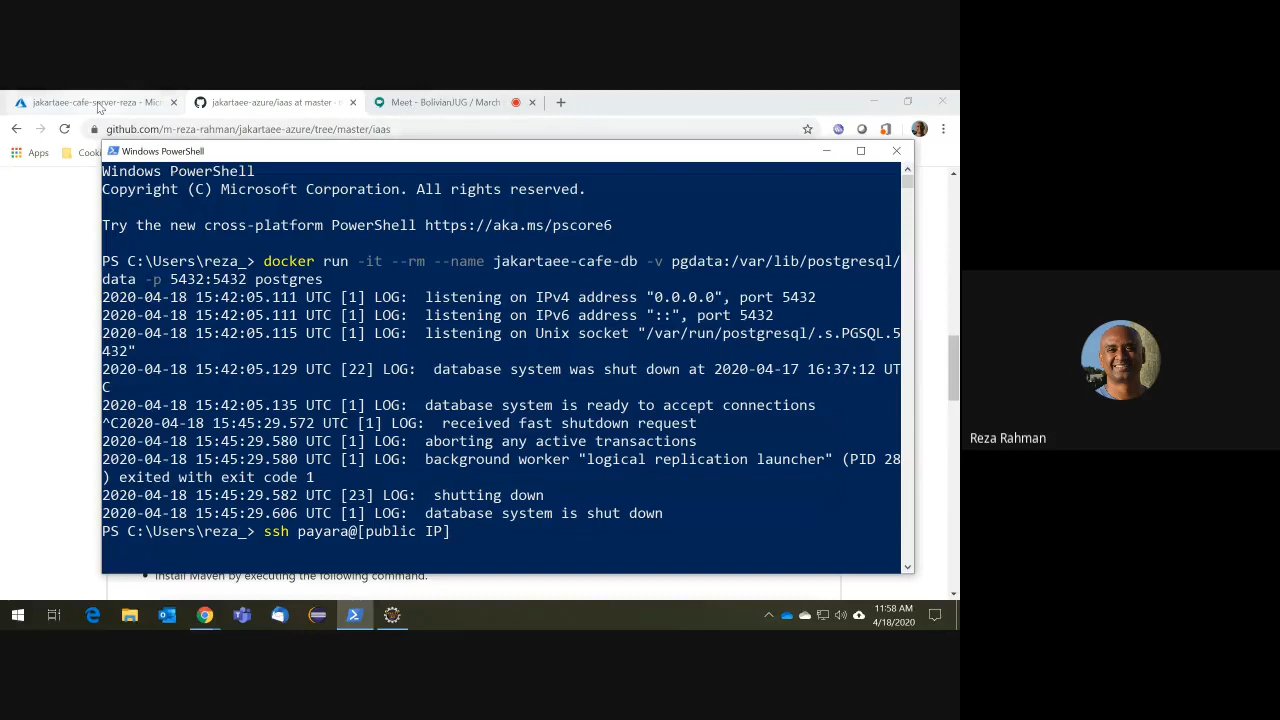 jakartaee-cafe-server-reza - Micr
jakartaee-azure/iaas at master · m
Meet - BolivianJUG / March
github.com/m-reza-rahman/jakartaee-azure/tree/master/iaas
Apps
Cooki
Windows PowerShell
Windows PowerShell
Copyright (C) Microsoft Corporation. All rights reserved.
Try the new cross-platform PowerShell https://aka.ms/pscore6
PS C:\Users\reza_> docker run -it --rm --name jakartaee-cafe-db -v pgdata:/var/lib/postgresql/
data -p 5432:5432 postgres
2020-04-18 15:42:05.111 UTC [1] LOG:  listening on IPv4 address "0.0.0.0", port 5432
2020-04-18 15:42:05.111 UTC [1] LOG:  listening on IPv6 address "::", port 5432
2020-04-18 15:42:05.115 UTC [1] LOG:  listening on Unix socket "/var/run/postgresql/.s.PGSQL.5
432"
2020-04-18 15:42:05.129 UTC [22] LOG:  database system was shut down at 2020-04-17 16:37:12 UT
C
2020-04-18 15:42:05.135 UTC [1] LOG:  database system is ready to accept connections
^C2020-04-18 15:45:29.572 UTC [1] LOG:  received fast shutdown request
2020-04-18 15:45:29.580 UTC [1] LOG:  aborting any active transactions
2020-04-18 15:45:29.580 UTC [1] LOG:  background worker "logical replication launcher" (PID 28
) exited with exit code 1
2020-04-18 15:45:29.582 UTC [23] LOG:  shutting down
2020-04-18 15:45:29.606 UTC [1] LOG:  database system is shut down
PS C:\Users\reza_> ssh payara@[public IP]
Install Maven by executing the following command.
11:58 AM
4/18/2020
Reza Rahman